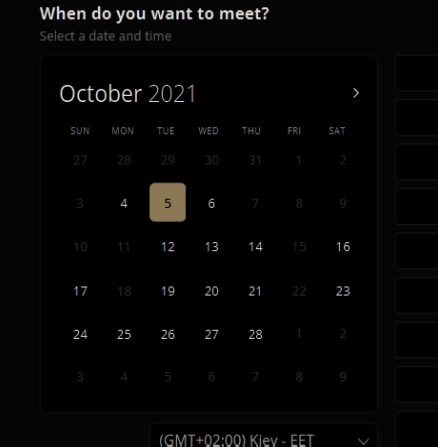 When do you want to meet?
Select a date and time
October 2021 >
SUN MON TUE WED THU FRI SAT
27 28 29 30 31 1 2
3 4 5 6 7 8 9
10 11 12 13 14 15 16
17 18 19 20 21 22 23
24 25 26 27 28 1 2
3 4 5 6 7 8 9
(GMT+02:00) Kiev - EET